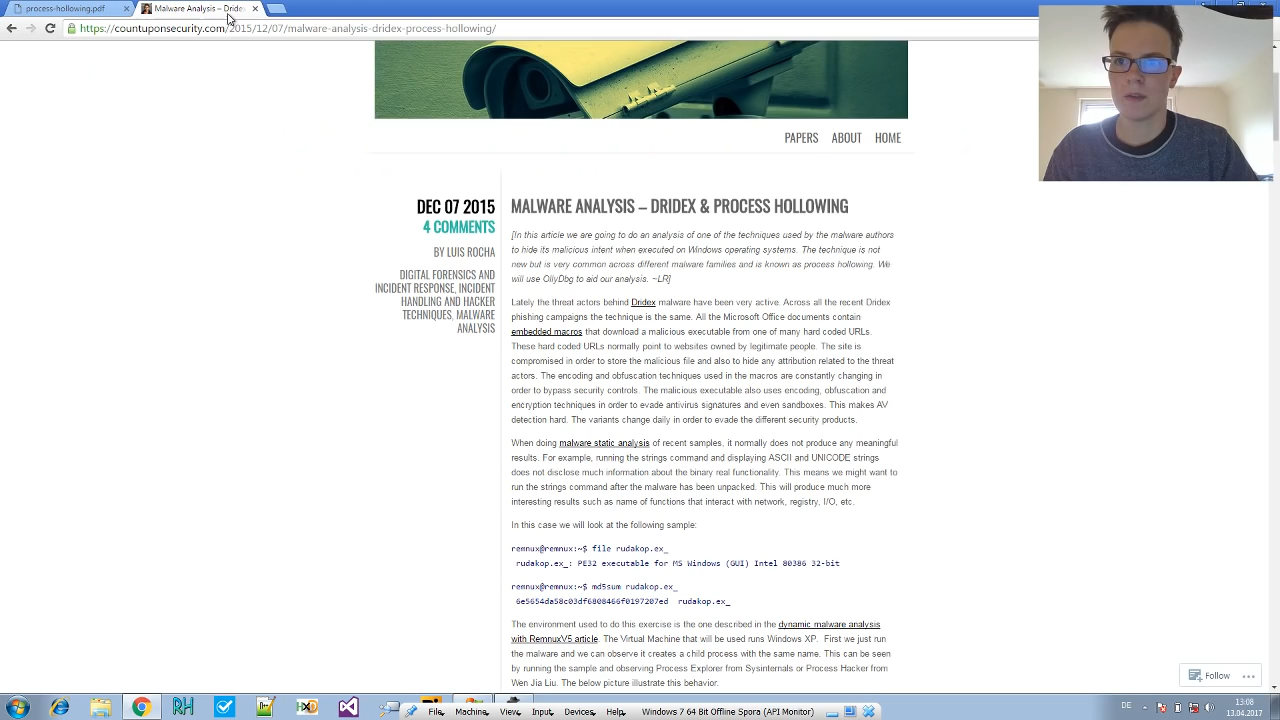 process-hollowing.pdf
Malware Analysis – Dride
https://countuponsecurity.com/2015/12/07/malware-analysis-dridex-process-hollowing/
PAPERS ABOUT HOME
DEC 07 2015
4 COMMENTS
BY LUIS ROCHA
DIGITAL FORENSICS AND
INCIDENT RESPONSE, INCIDENT
HANDLING AND HACKER
TECHNIQUES, MALWARE
ANALYSIS
MALWARE ANALYSIS – DRIDEX & PROCESS HOLLOWING
[In this article we are going to do an analysis of one of the techniques used by the malware authors
to hide its malicious intent when executed on Windows operating systems. The technique is not
new but is very common across different malware families and is known as process hollowing. We
will use OllyDbg to aid our analysis. ~LR]
Lately the threat actors behind Dridex malware have been very active. Across all the recent Dridex
phishing campaigns the technique is the same. All the Microsoft Office documents contain
embedded macros that download a malicious executable from one of many hard coded URLs.
These hard coded URLs normally point to websites owned by legitimate people. The site is
compromised in order to store the malicious file and also to hide any attribution related to the threat
actors. The encoding and obfuscation techniques used in the macros are constantly changing in
order to bypass security controls. The malicious executable also uses encoding, obfuscation and
encryption techniques in order to evade antivirus signatures and even sandboxes. This makes AV
detection hard. The variants change daily in order to evade the different security products.
When doing malware static analysis of recent samples, it normally does not produce any meaningful
results. For example, running the strings command and displaying ASCII and UNICODE strings
does not disclose much information about the binary real functionality. This means we might want to
run the strings command after the malware has been unpacked. This will produce much more
interesting results such as name of functions that interact with network, registry, I/O, etc.
In this case we will look at the following sample:
remnux@remnux:~$ file rudakop.ex_
rudakop.ex_: PE32 executable for MS Windows (GUI) Intel 80386 32-bit
remnux@remnux:~$ md5sum rudakop.ex_
6e5654da58c03df6808466f0197207ed rudakop.ex_
The environment used to do this exercise is the one described in the dynamic malware analysis
with RemnuxV5 article. The Virtual Machine that will be used runs Windows XP. First we just run
the malware and we can observe it creates a child process with the same name. This can be seen
by running the sample and observing Process Explorer from Sysinternals or Process Hacker from
Wen Jia Liu. The below picture illustrate this behavior.
Follow
File Machine View Input Devices Help Windows 7 64 Bit Offline Spora (API Monitor)
DE
13:08
13.04.2017